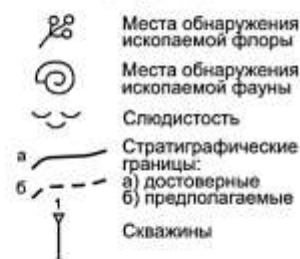 Места обнаружения
ископаемой флоры
Места обнаружения
ископаемой фауны
Слюдистость
Стратиграфические
границы:
а
а) достоверные
б
б) предполагаемые
1
Скважины